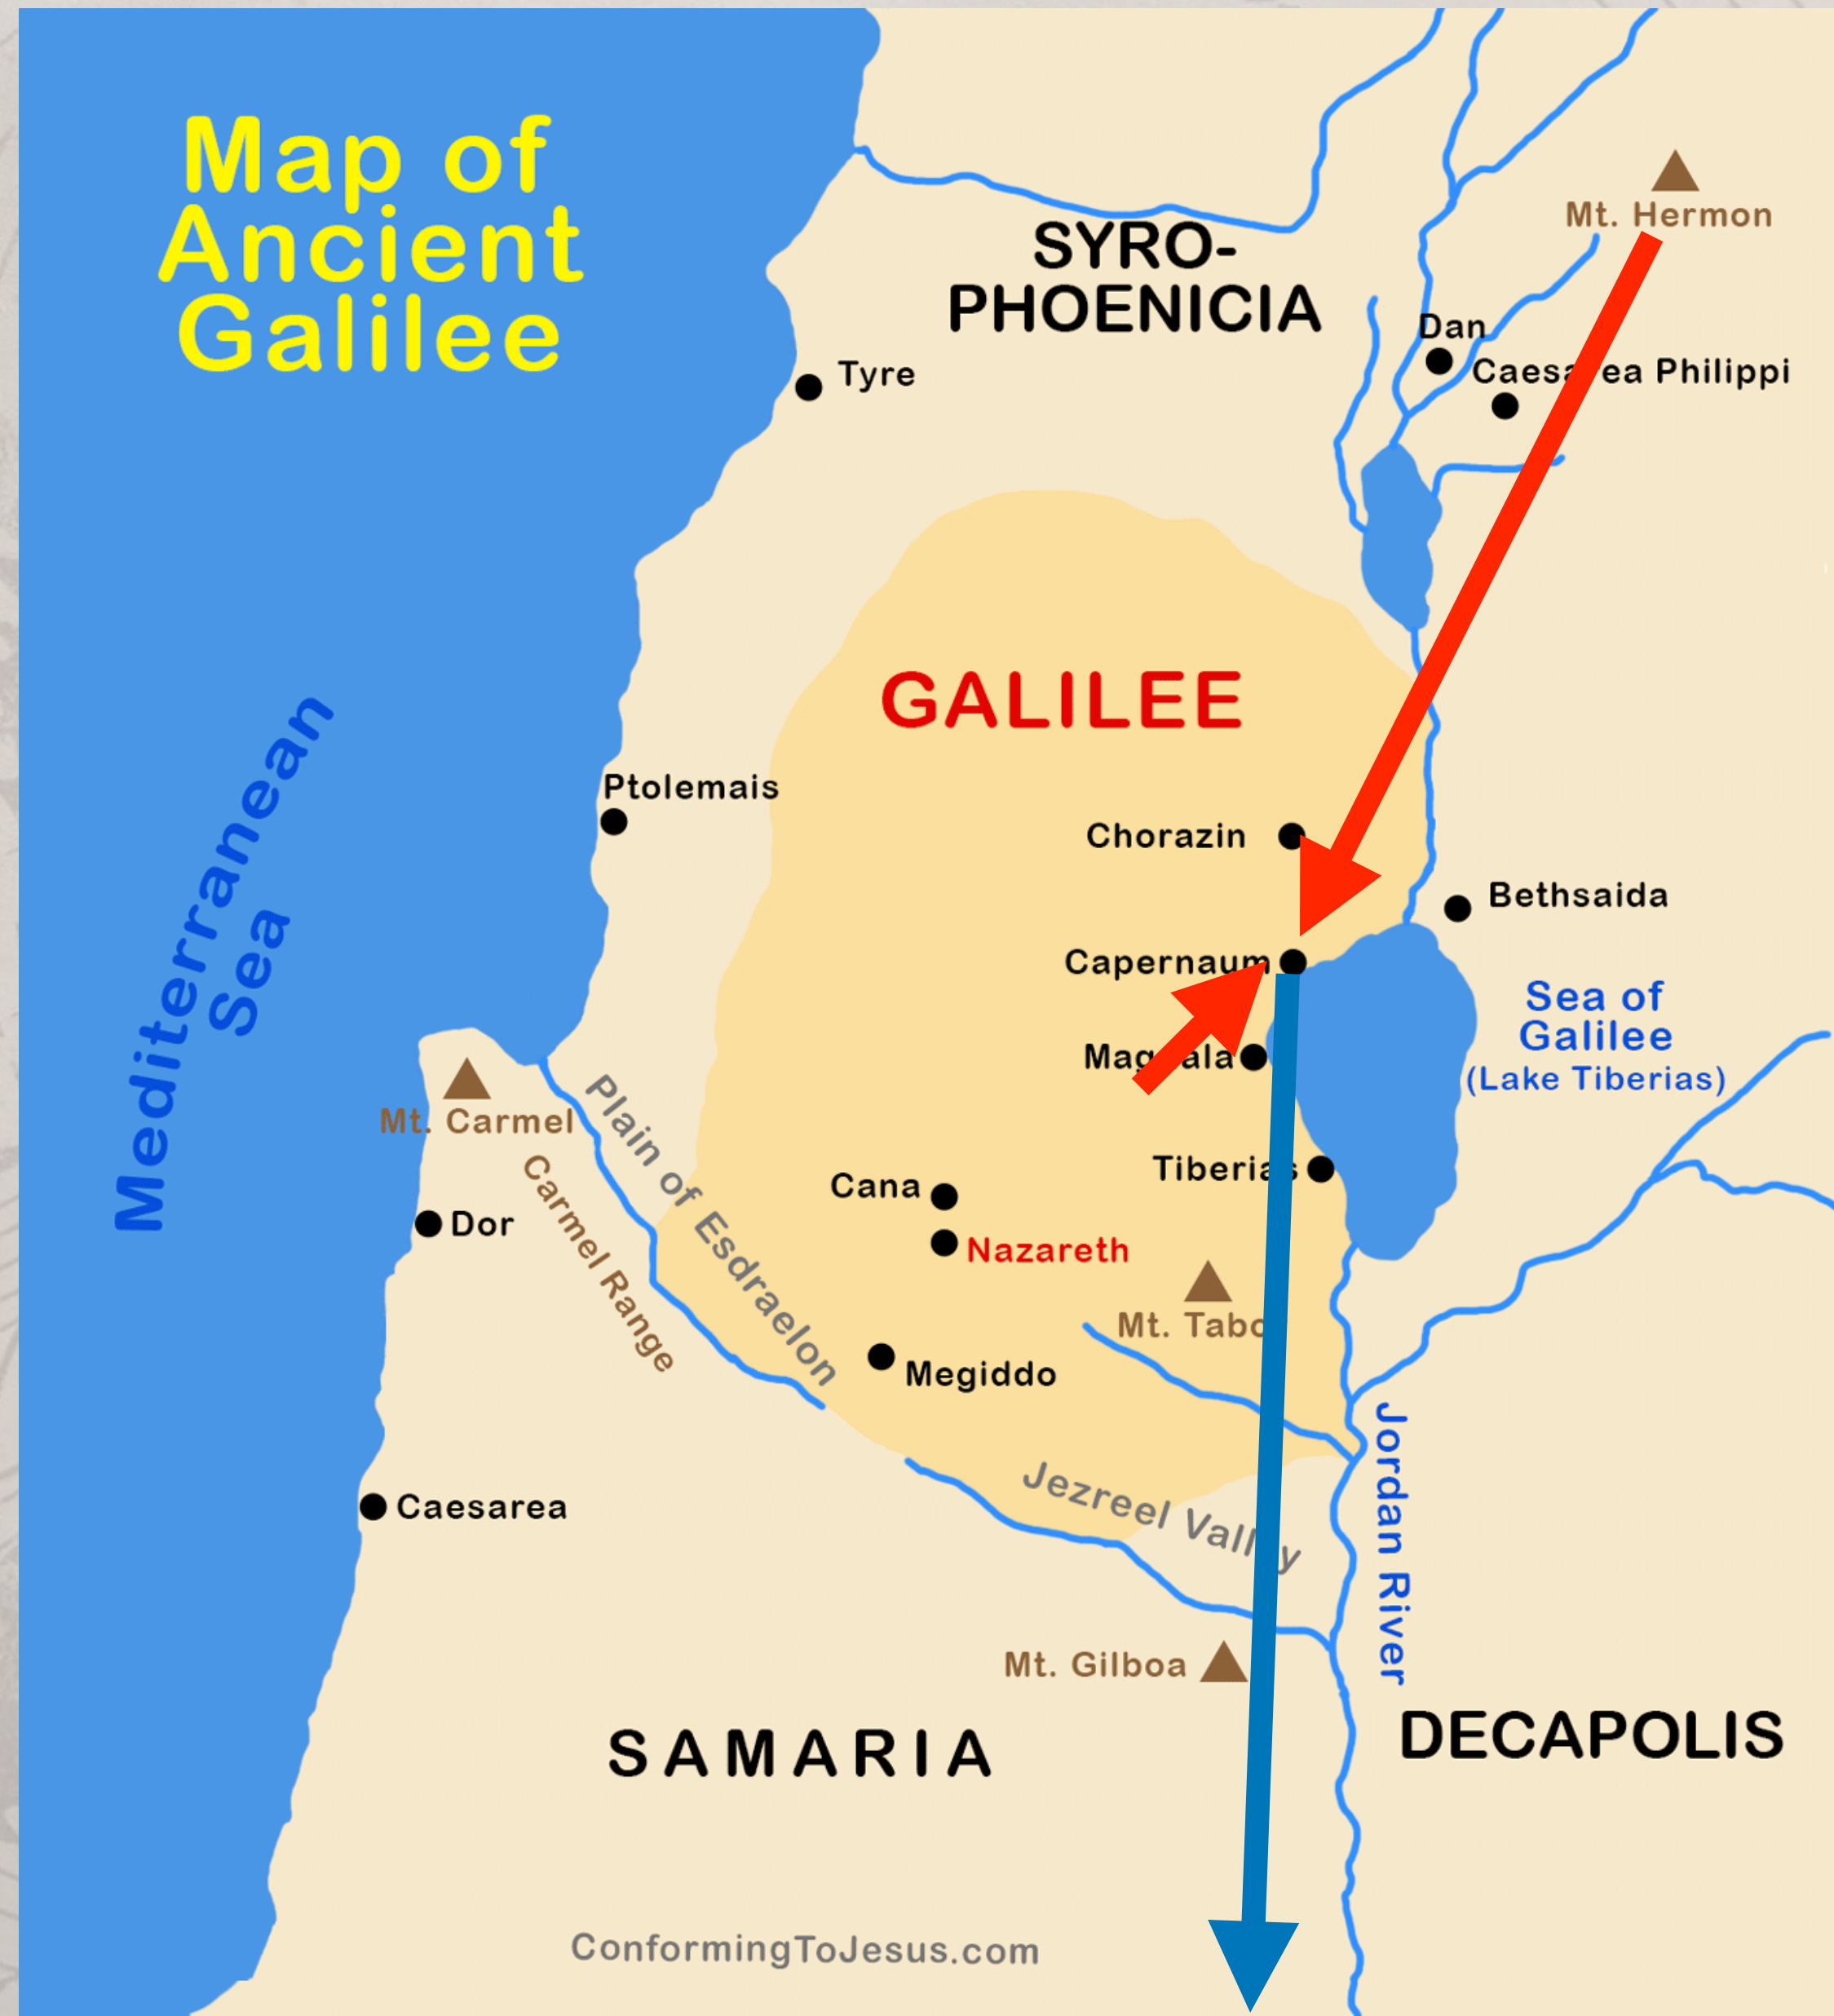 Map of
Ancient
Galilee
Mt. Hermon
SYRO-
PHOENICIA
Dan
Caesarea Philippi
Tyre
GALILEE
Ptolemais
Chorazin
Bethsaida
Capernaum
Mediterranean
Sea
Sea of
Galilee
(Lake Tiberias)
Magdala
Mt. Carmel
Plain of Esdraelon
Carmel Range
Tiberias
Cana
Dor
Nazareth
Mt. Tabor
Megiddo
Jordan River
Jezreel Valley
Caesarea
Mt. Gilboa
SAMARIA
DECAPOLIS
ConformingToJesus.com